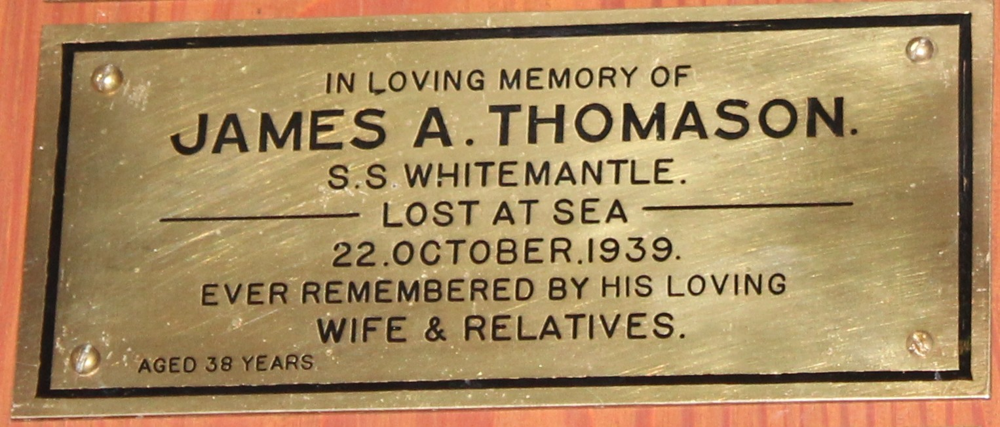 IN LOVING MEMORY OF
JAMES A. THOMASON.
S.S. WHITEMANTLE.
LOST AT SEA
22.OCTOBER.1939.
EVER REMEMBERED BY HIS LOVING
WIFE & RELATIVES.
AGED 38 YEARS